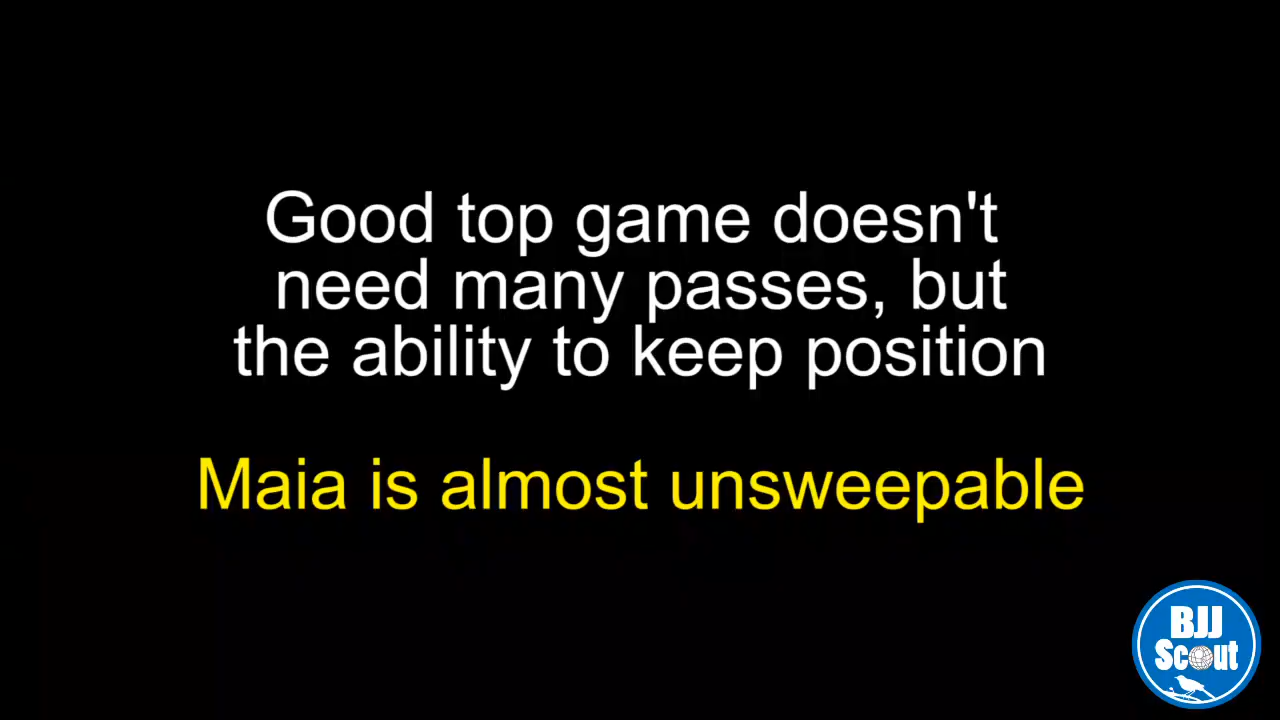 Good top game doesn't
need many passes, but
the ability to keep position
Maia is almost unsweepable
BJJ
Scout